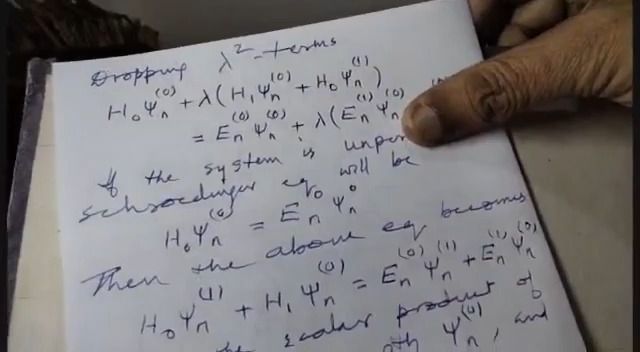 Dropping λ²-terms
H₀ψₙ⁽⁰⁾ + λ(H₁ψₙ⁽⁰⁾ + H₀ψₙ⁽¹⁾)
= Eₙ⁽⁰⁾ψₙ⁽⁰⁾ + λ(Eₙ⁽¹⁾ψₙ⁽⁰⁾
If the system is unper
Schroedinger eqⁿ will be
H₀ψₙ⁽⁰⁾ = Eₙψₙ⁰
Then the above eq becomes
H₀ψₙ⁽¹⁾ + H₁ψₙ⁽⁰⁾ = Eₙ⁽⁰⁾ψₙ⁽¹⁾ + Eₙ⁽¹⁾ψₙ⁽⁰⁾
the scalar product of
ψₙ⁽⁰⁾, and